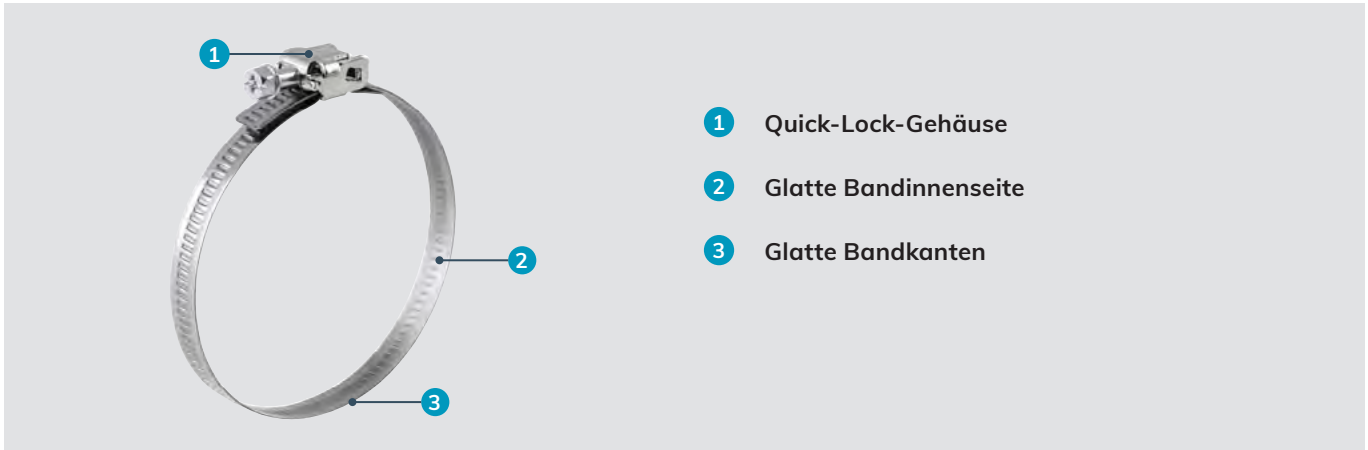 1
2
3
1 Quick-Lock-Gehäuse
2 Glatte Bandinnenseite
3 Glatte Bandkanten